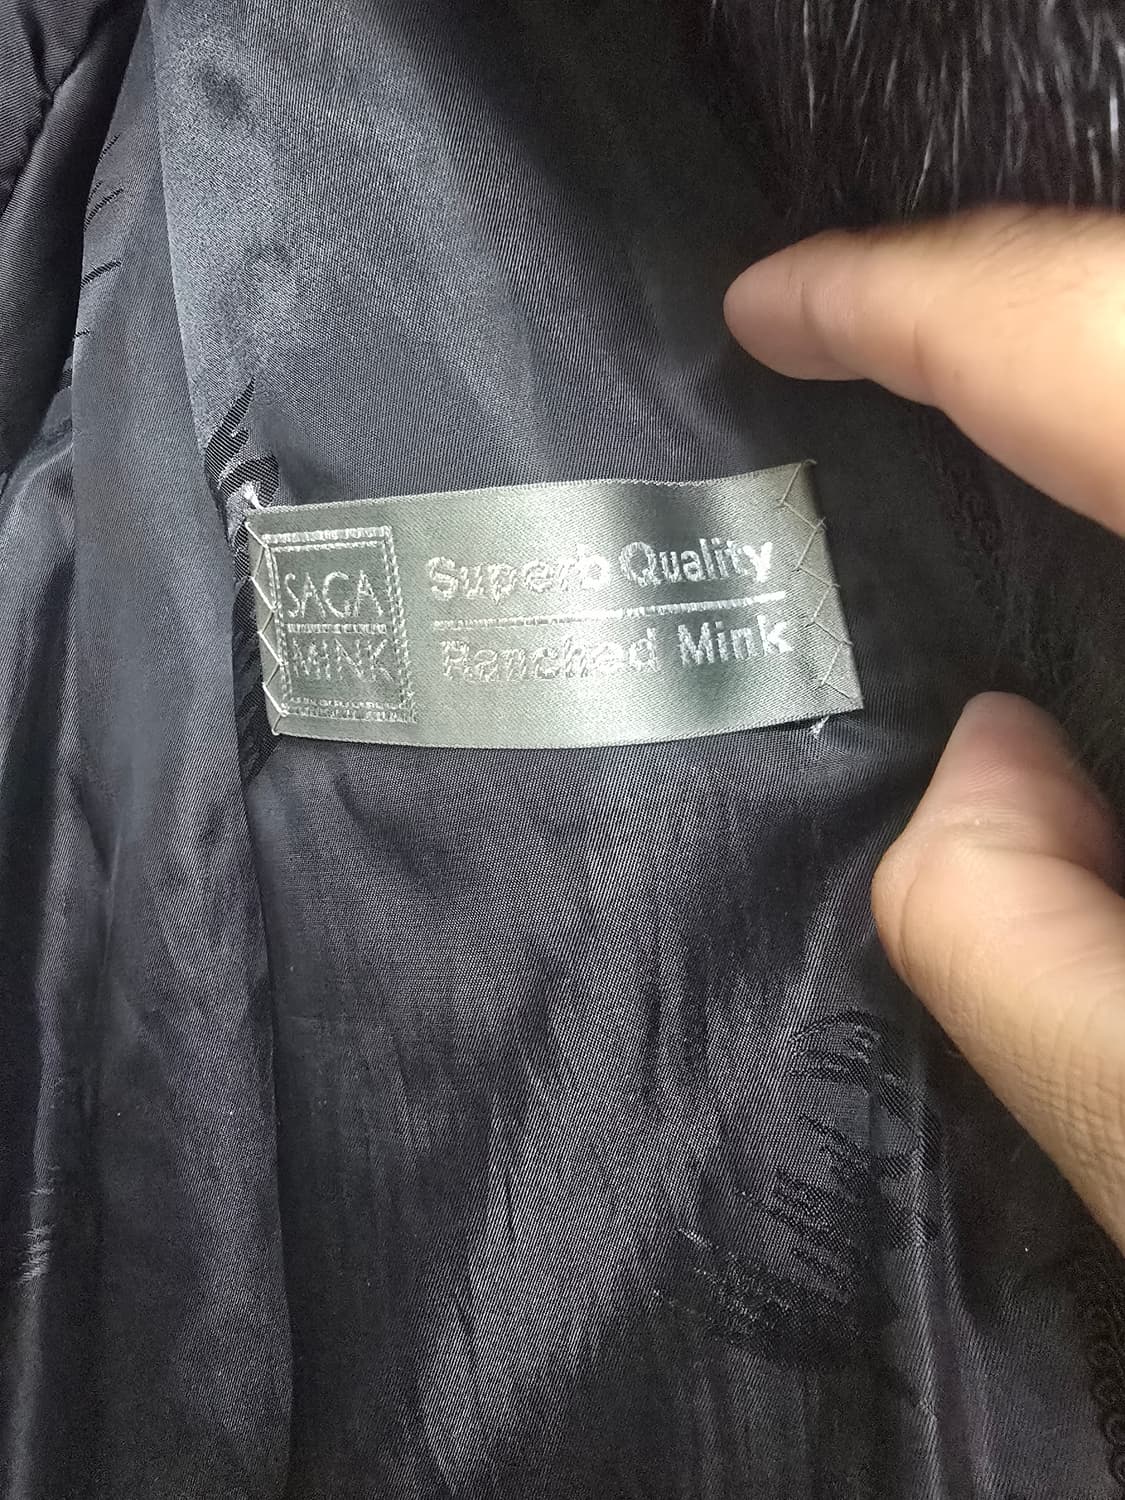 SAGA
MINK
Superb Quality
Ranched Mink